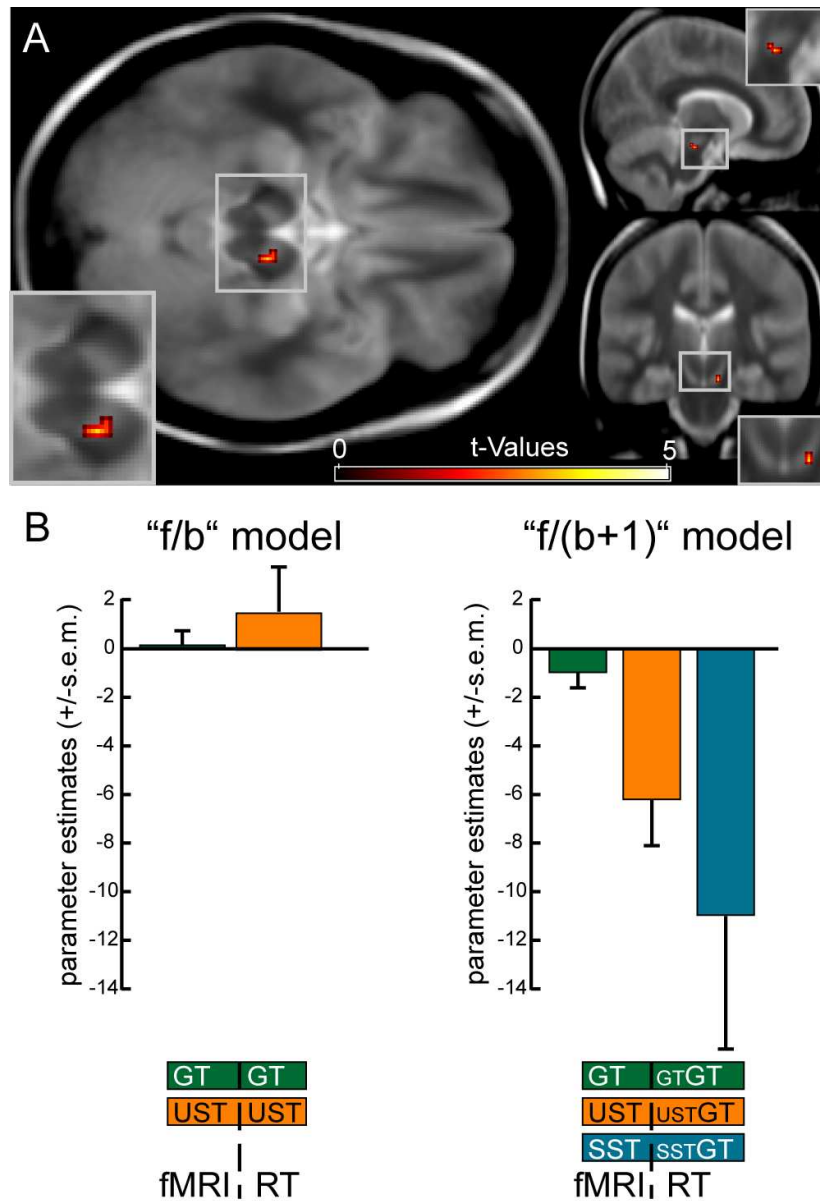 A
0 t-Values 5
B
“f/b“ model
“f/(b+1)“ model
parameter estimates (+/-s.e.m.)
2
0
-2
-4
-6
-8
-10
-12
-14
parameter estimates (+/-s.e.m.)
2
0
-2
-4
-6
-8
-10
-12
-14
GT GT
UST UST
fMRI RT
GT GTGT
UST USTGT
SST SSTGT
fMRI RT